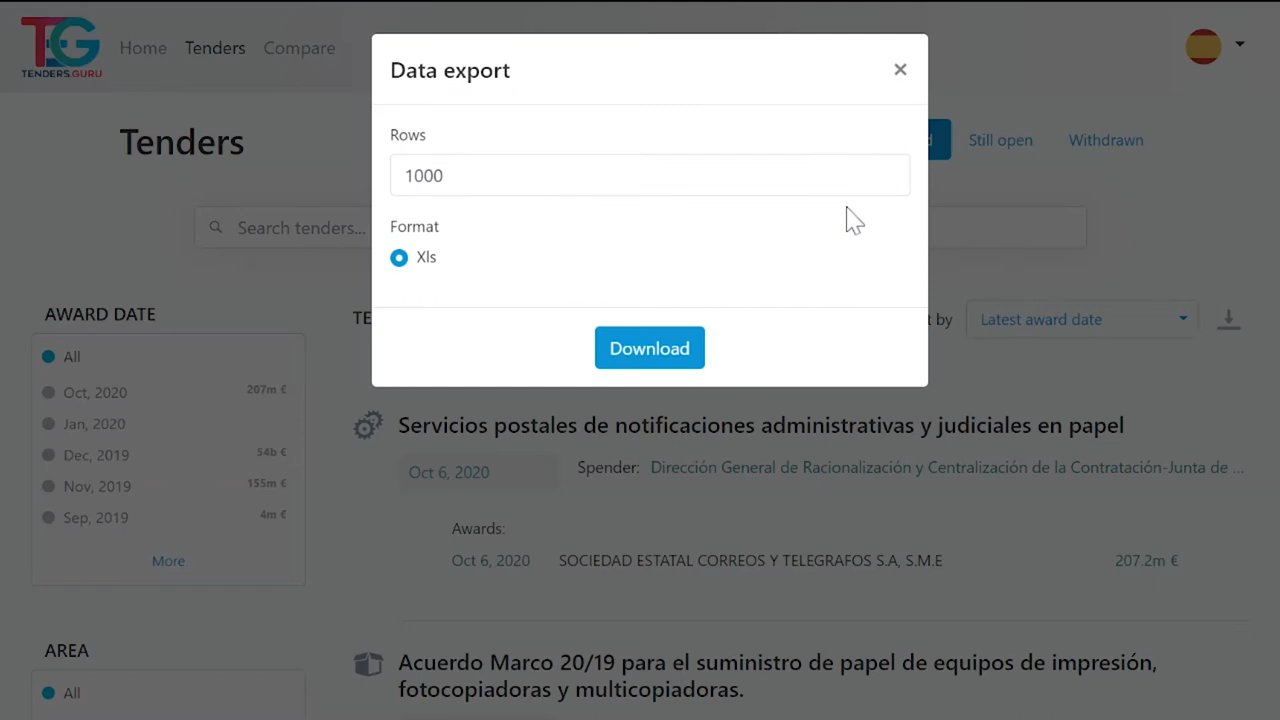 TG
TENDERS.GURU
Home Tenders Compare
Data export ×
Rows
1000
Format
Xls
Download
Tenders
d Still open Withdrawn
Search tenders...
AWARD DATE
All
Oct, 2020 207m €
Jan, 2020
Dec, 2019 54b €
Nov, 2019 155m €
Sep, 2019 4m €
More
AREA
All
TE
t by Latest award date
Servicios postales de notificaciones administrativas y judiciales en papel
Oct 6, 2020 Spender: Dirección General de Racionalización y Centralización de la Contratación-Junta de ...
Awards:
Oct 6, 2020 SOCIEDAD ESTATAL CORREOS Y TELEGRAFOS S.A, S.M.E 207.2m €
Acuerdo Marco 20/19 para el suministro de papel de equipos de impresión,
fotocopiadoras y multicopiadoras.